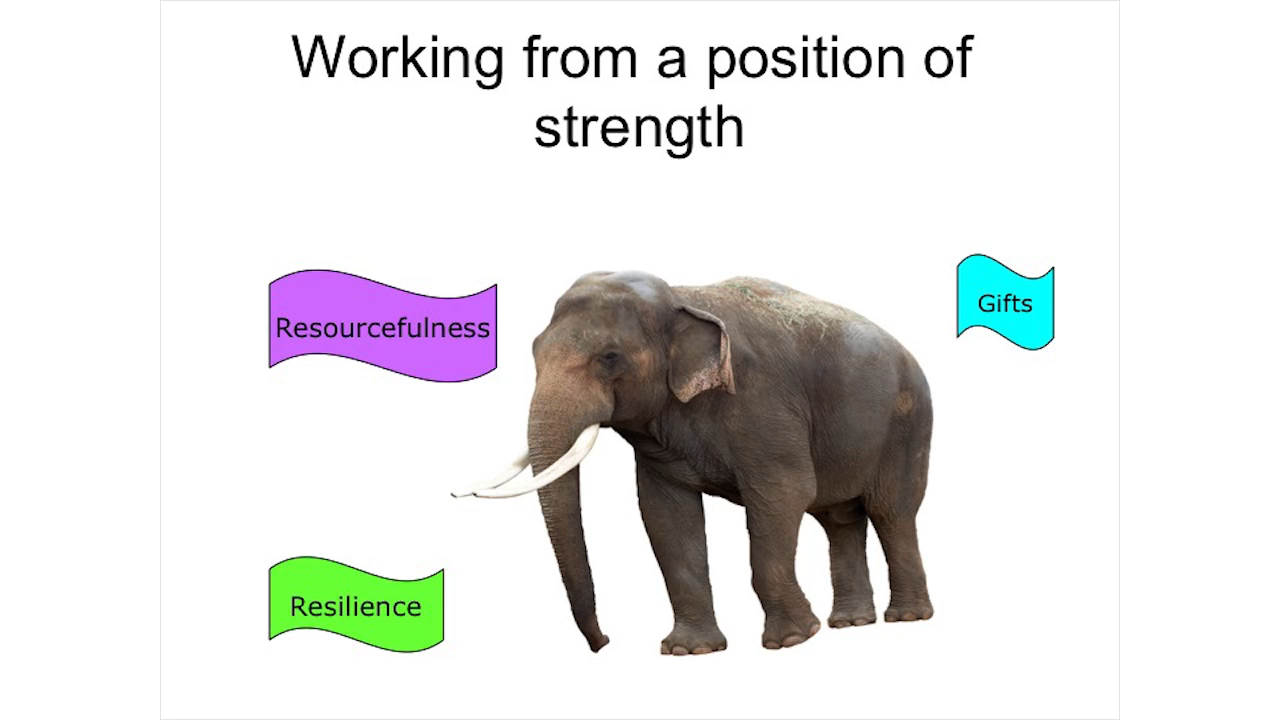 Working from a position of
strength
Resourcefulness
Gifts
Resilience